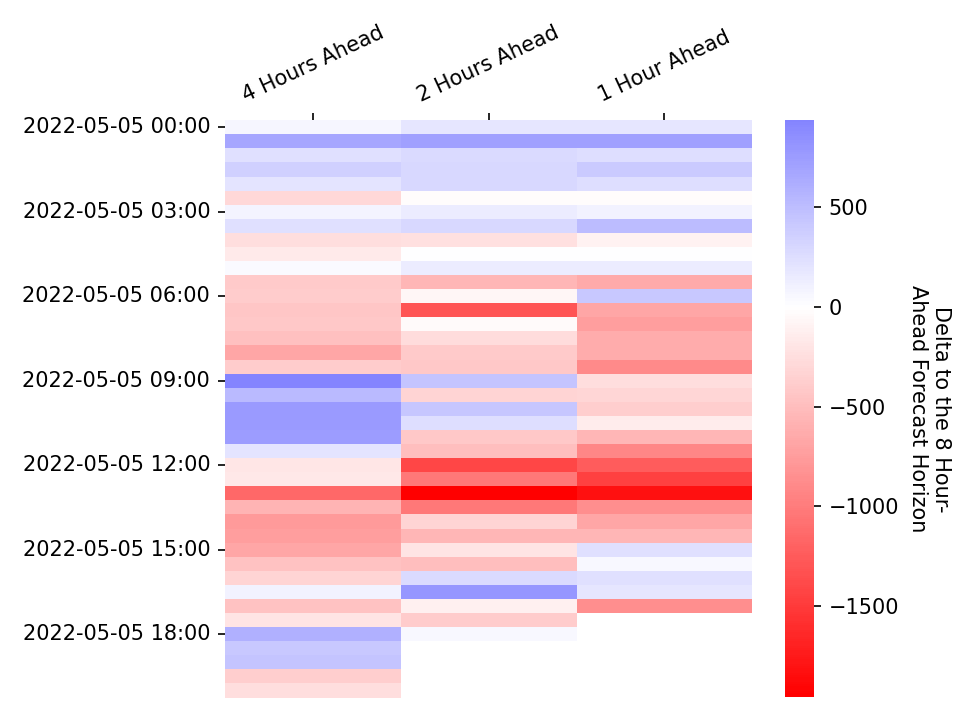 4 Hours Ahead
2 Hours Ahead
1 Hour Ahead
2022-05-05 00:00
2022-05-05 03:00
2022-05-05 06:00
2022-05-05 09:00
2022-05-05 12:00
2022-05-05 15:00
2022-05-05 18:00
500
0
−500
−1000
−1500
Delta to the 8 Hour-
Ahead Forecast Horizon